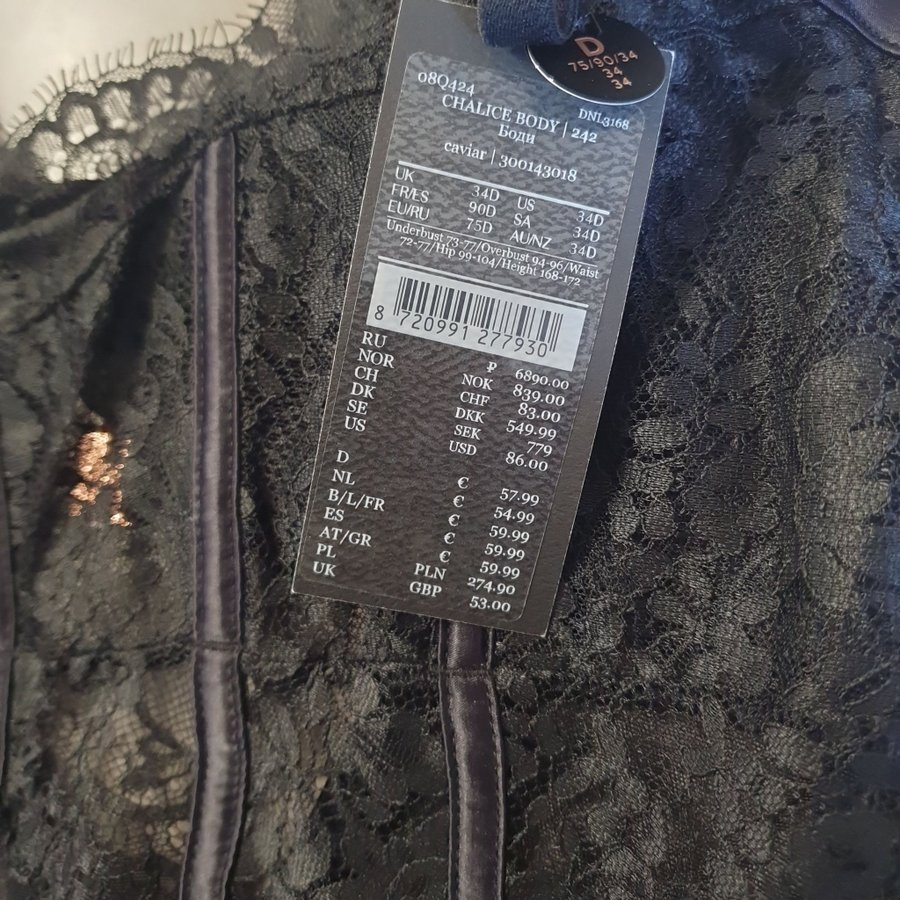 D
75/90/34
34
34
08Q424
DNL3168
CHALICE BODY | 242
Боди
caviar | 300143018
UK 34D US 34D
FR/ES 90D SA 34D
EU/RU 75D AU/NZ 34D
Underbust 73-77/Overbust 94-96/Waist
72-77/Hip 99-104/Height 168-172
8 720991 277930
RU ₽ 6890.00
NOR NOK 839.00
CH CHF 83.00
DK DKK 549.99
SE SEK 779
US USD 86.00
D € 57.99
NL € 54.99
B/L/FR € 59.99
ES € 59.99
AT/GR € 59.99
PL PLN 274.90
UK GBP 53.00